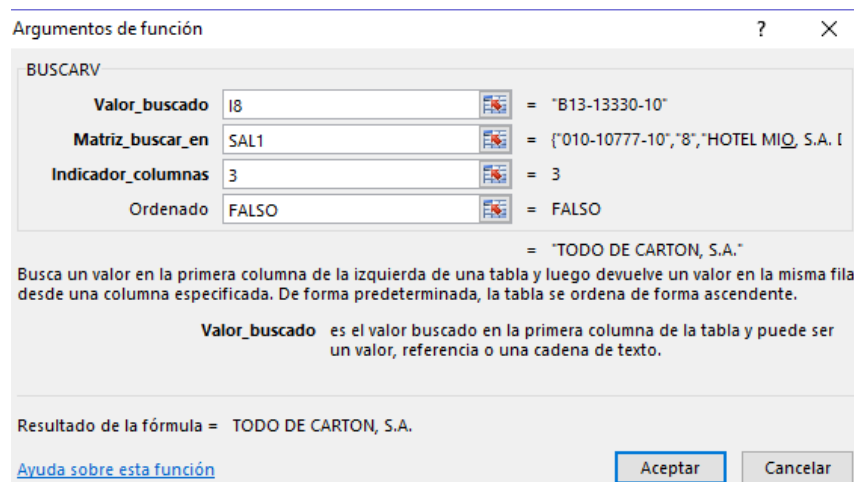 Argumentos de función ? ×
BUSCARV
Valor_buscado I8 = "B13-13330-10"
Matriz_buscar_en SAL1 = {"010-10777-10","8","HOTEL MIO, S.A. D
Indicador_columnas 3 = 3
Ordenado FALSO = FALSO
= "TODO DE CARTON, S.A."
Busca un valor en la primera columna de la izquierda de una tabla y luego devuelve un valor en la misma fila
desde una columna especificada. De forma predeterminada, la tabla se ordena de forma ascendente.
Valor_buscado es el valor buscado en la primera columna de la tabla y puede ser
un valor, referencia o una cadena de texto.
Resultado de la fórmula = TODO DE CARTON, S.A.
Ayuda sobre esta función Aceptar Cancelar